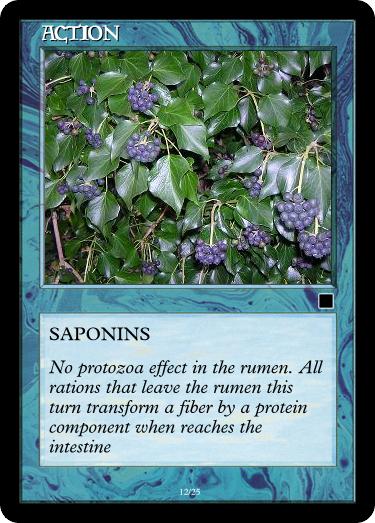 ACTION
SAPONINS
No protozoa effect in the rumen. All
rations that leave the rumen this
turn transform a fiber by a protein
component when reaches the
intestine
12/25